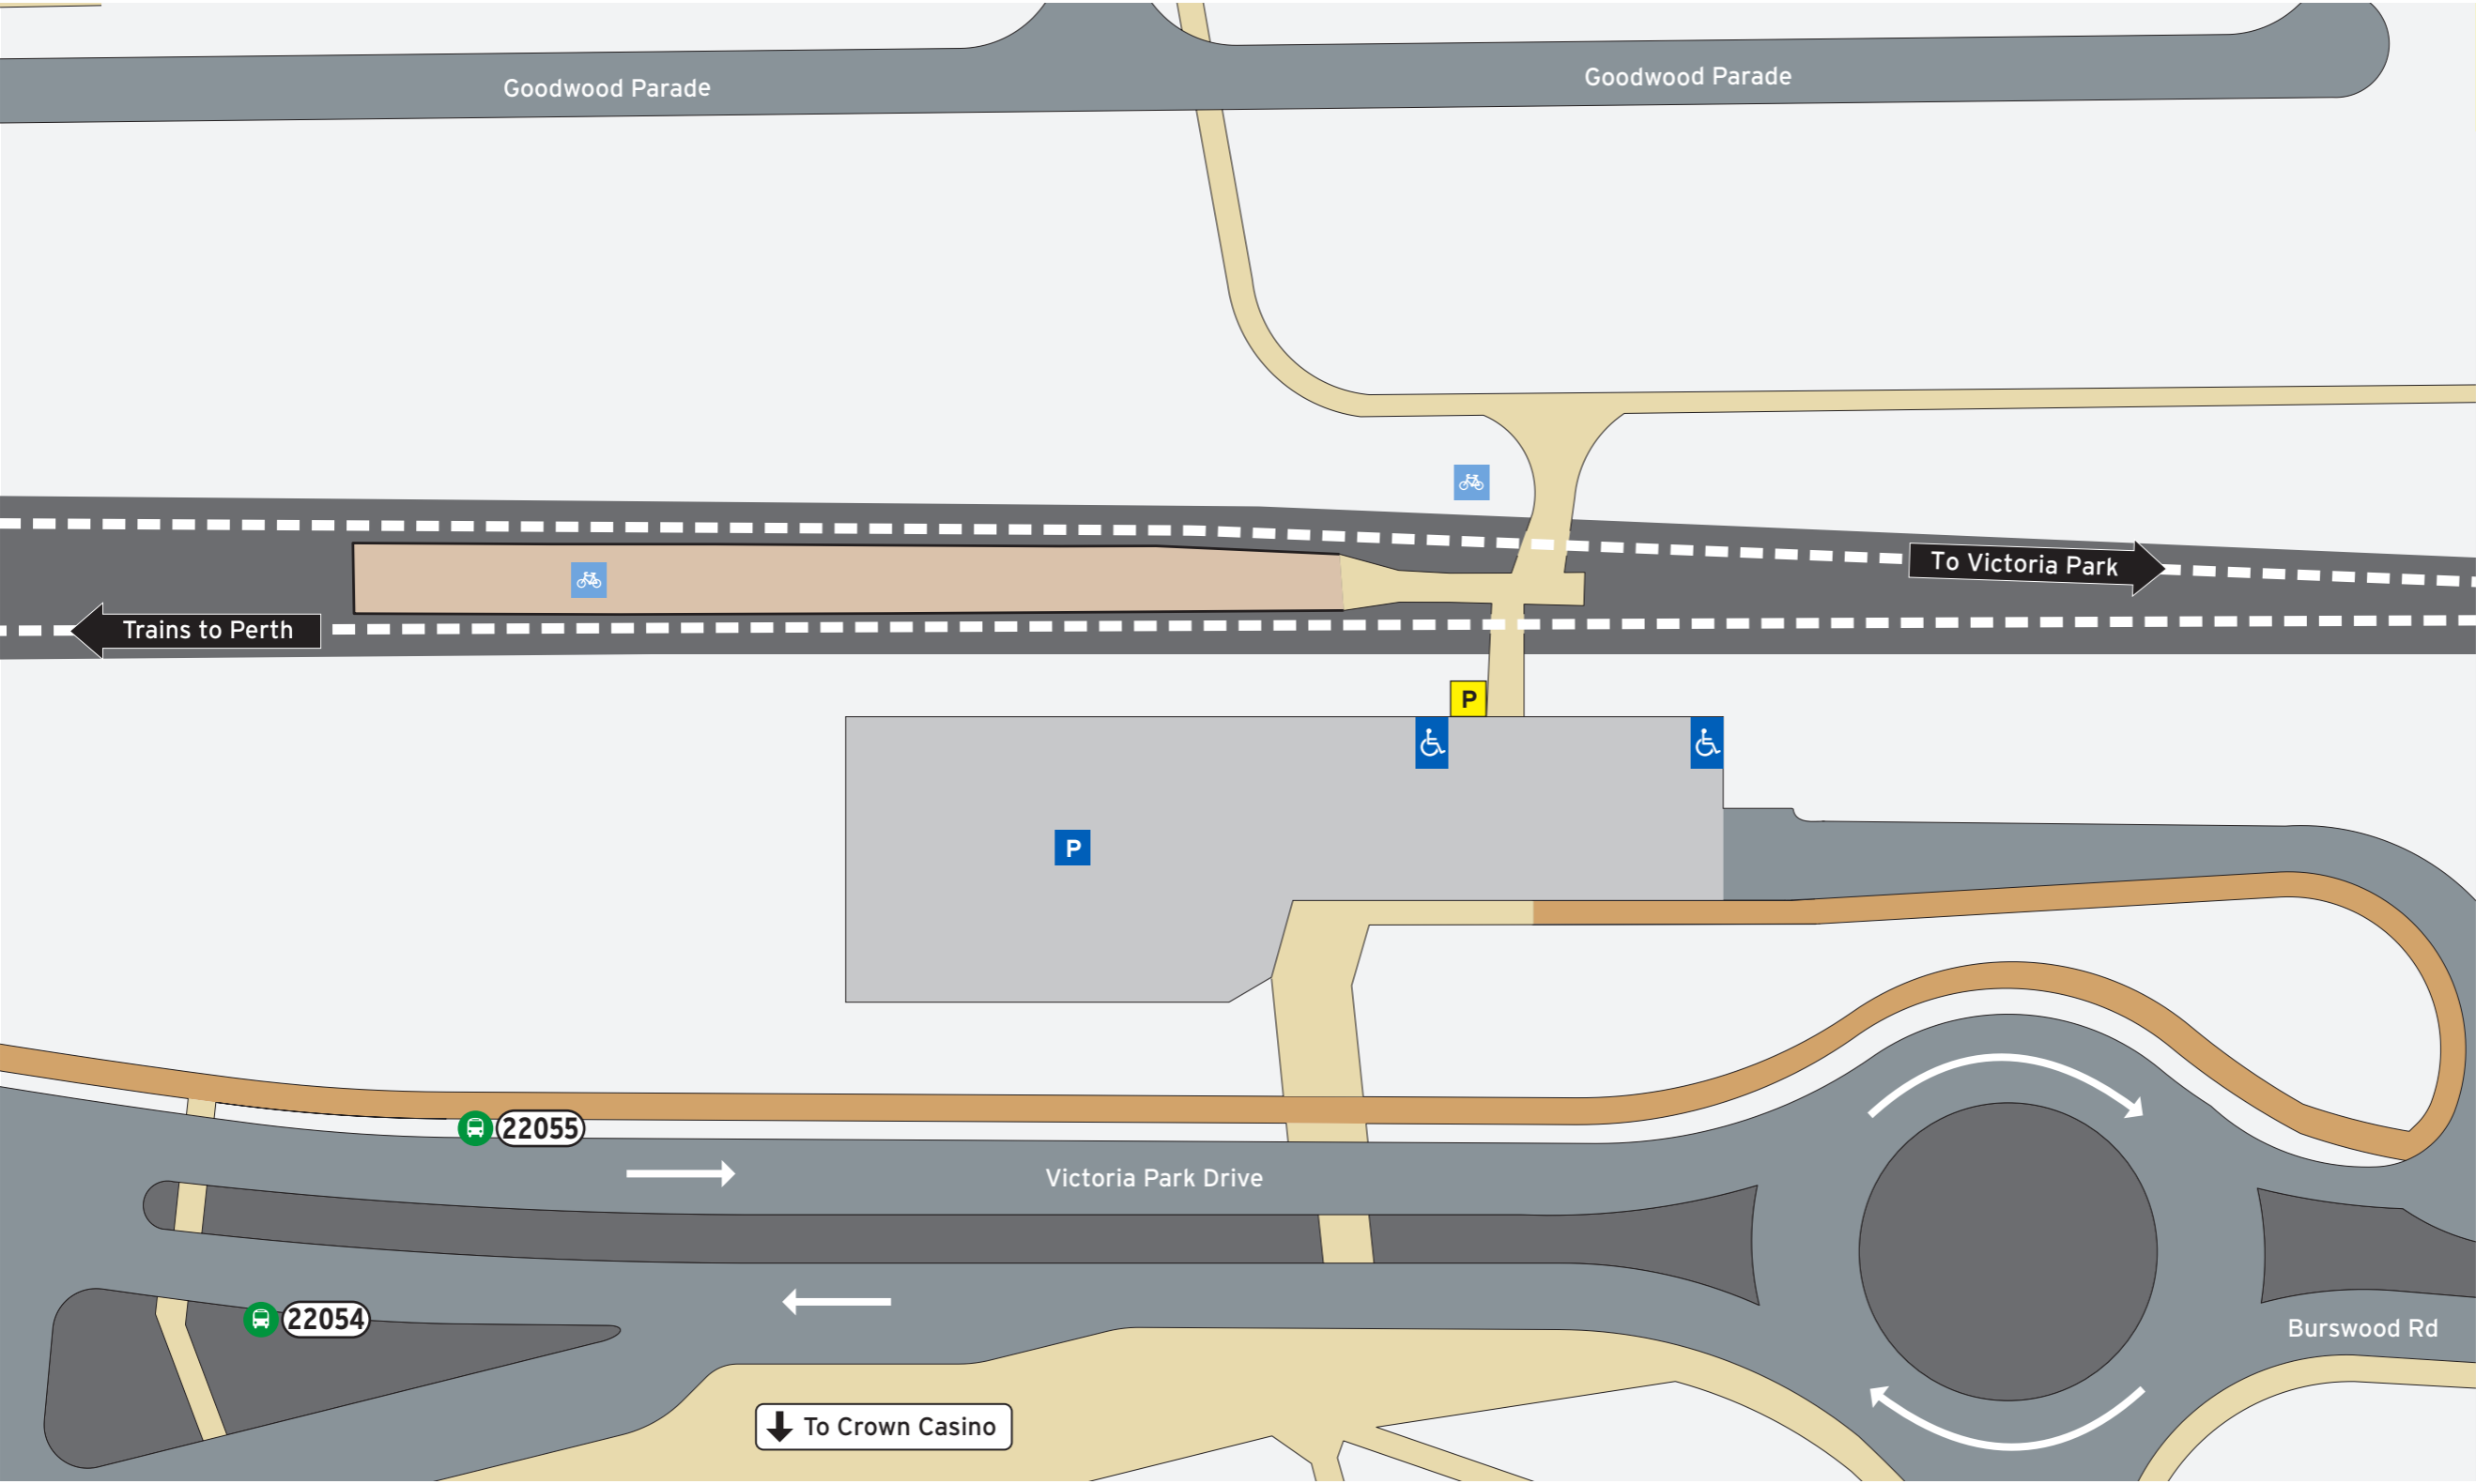 Goodwood Parade
Goodwood Parade
To Victoria Park
Trains to Perth
P
P
22055
Victoria Park Drive
22054
Burswood Rd
To Crown Casino